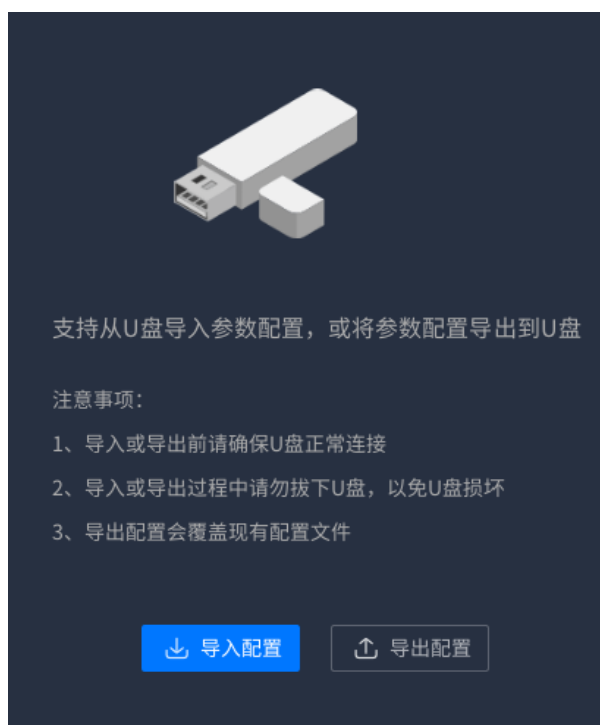 支持从U盘导入参数配置，或将参数配置导出到U盘
注意事项：
1、导入或导出前请确保U盘正常连接
2、导入或导出过程中请勿拔下U盘，以免U盘损坏
3、导出配置会覆盖现有配置文件
导入配置
导出配置